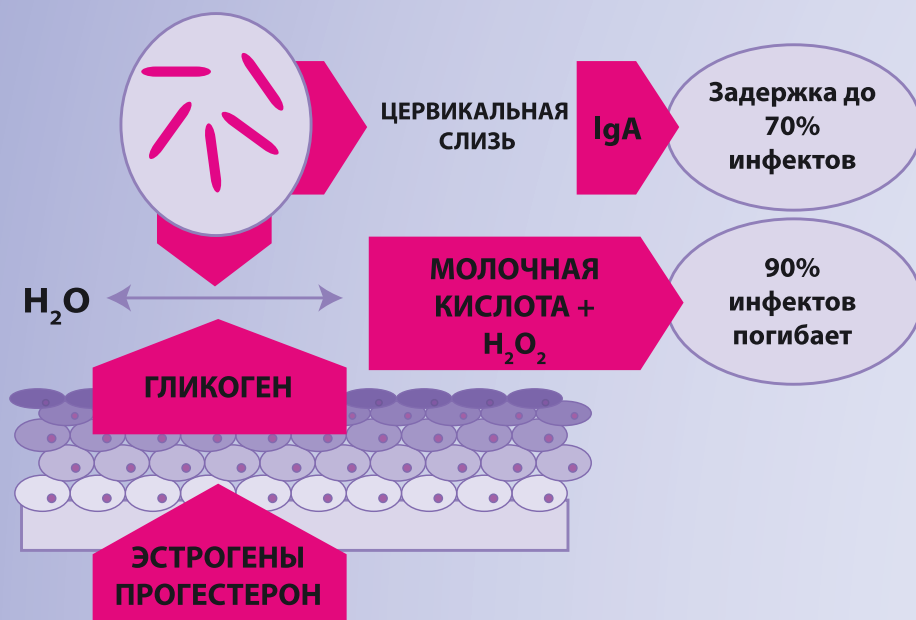 ЦЕРВИКАЛЬНАЯ
СЛИЗЬ
IgA
Задержка до
70%
инфектов
H₂O
МОЛОЧНАЯ
КИСЛОТА +
H₂O₂
90%
инфектов
погибает
ГЛИКОГЕН
ЭСТРОГЕНЫ
ПРОГЕСТЕРОН